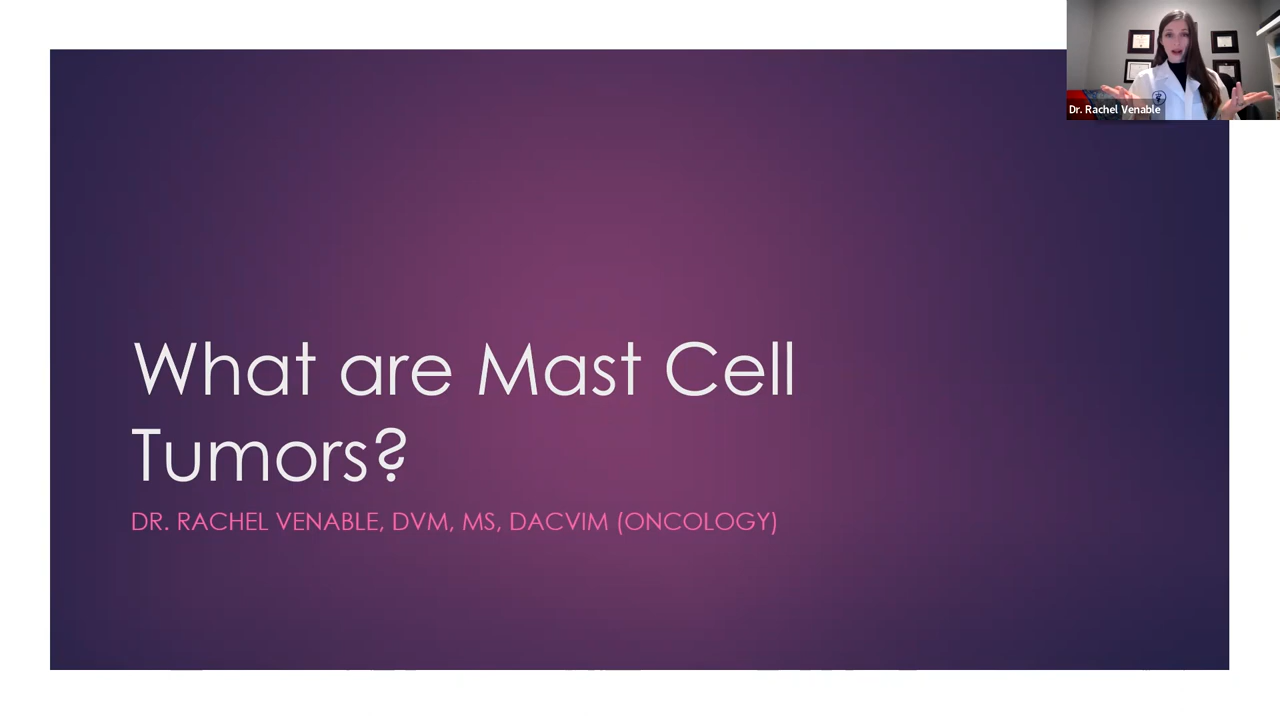 Dr. Rachel Venable
What are Mast Cell
Tumors?
DR. RACHEL VENABLE, DVM, MS, DACVIM (ONCOLOGY)